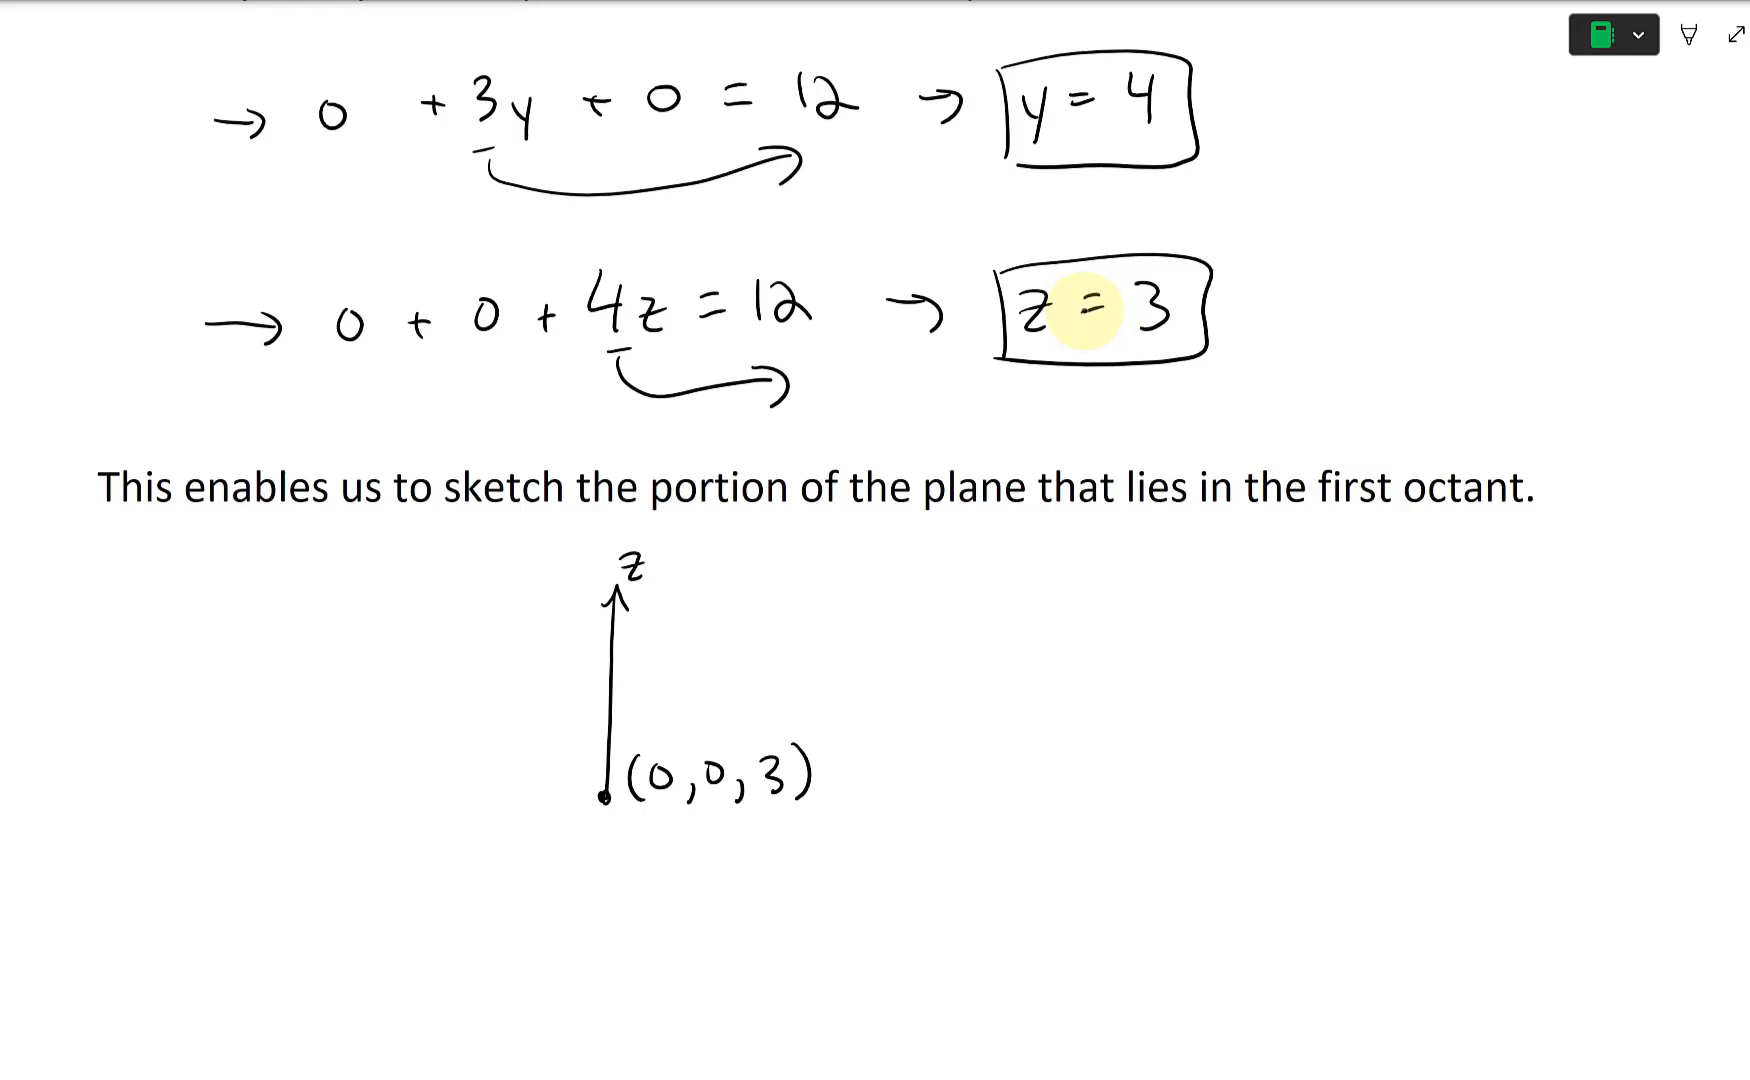 → 0 + 3y + 0 = 12 → y = 4
→ 0 + 0 + 4z = 12 → z = 3
This enables us to sketch the portion of the plane that lies in the first octant.
z
(0,0,3)